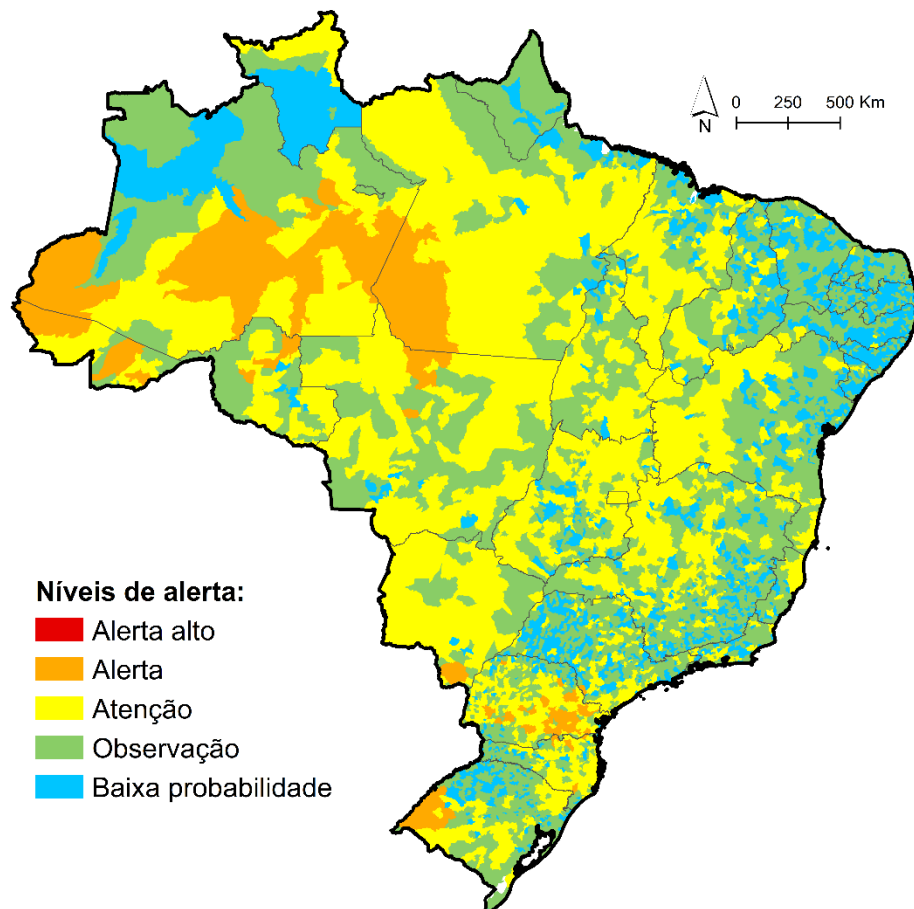 0 250 500 Km
N
Níveis de alerta:
Alerta alto
Alerta
Atenção
Observação
Baixa probabilidade